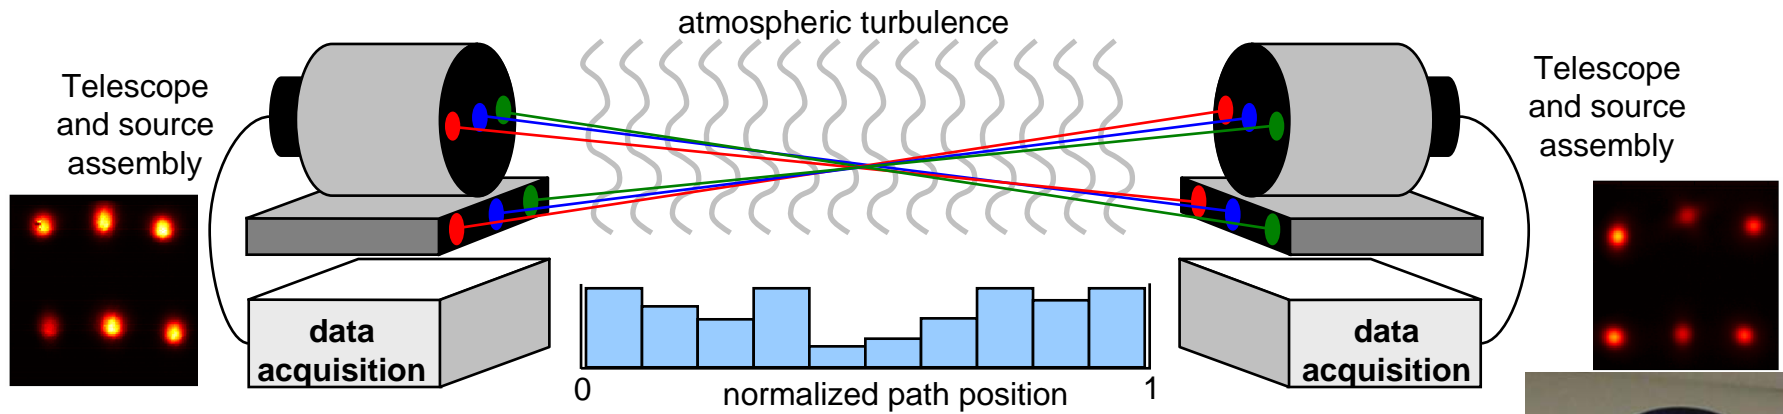 atmospheric turbulence
Telescope
and source
assembly
Telescope
and source
assembly
data
acquisition
data
acquisition
0
1
normalized path position